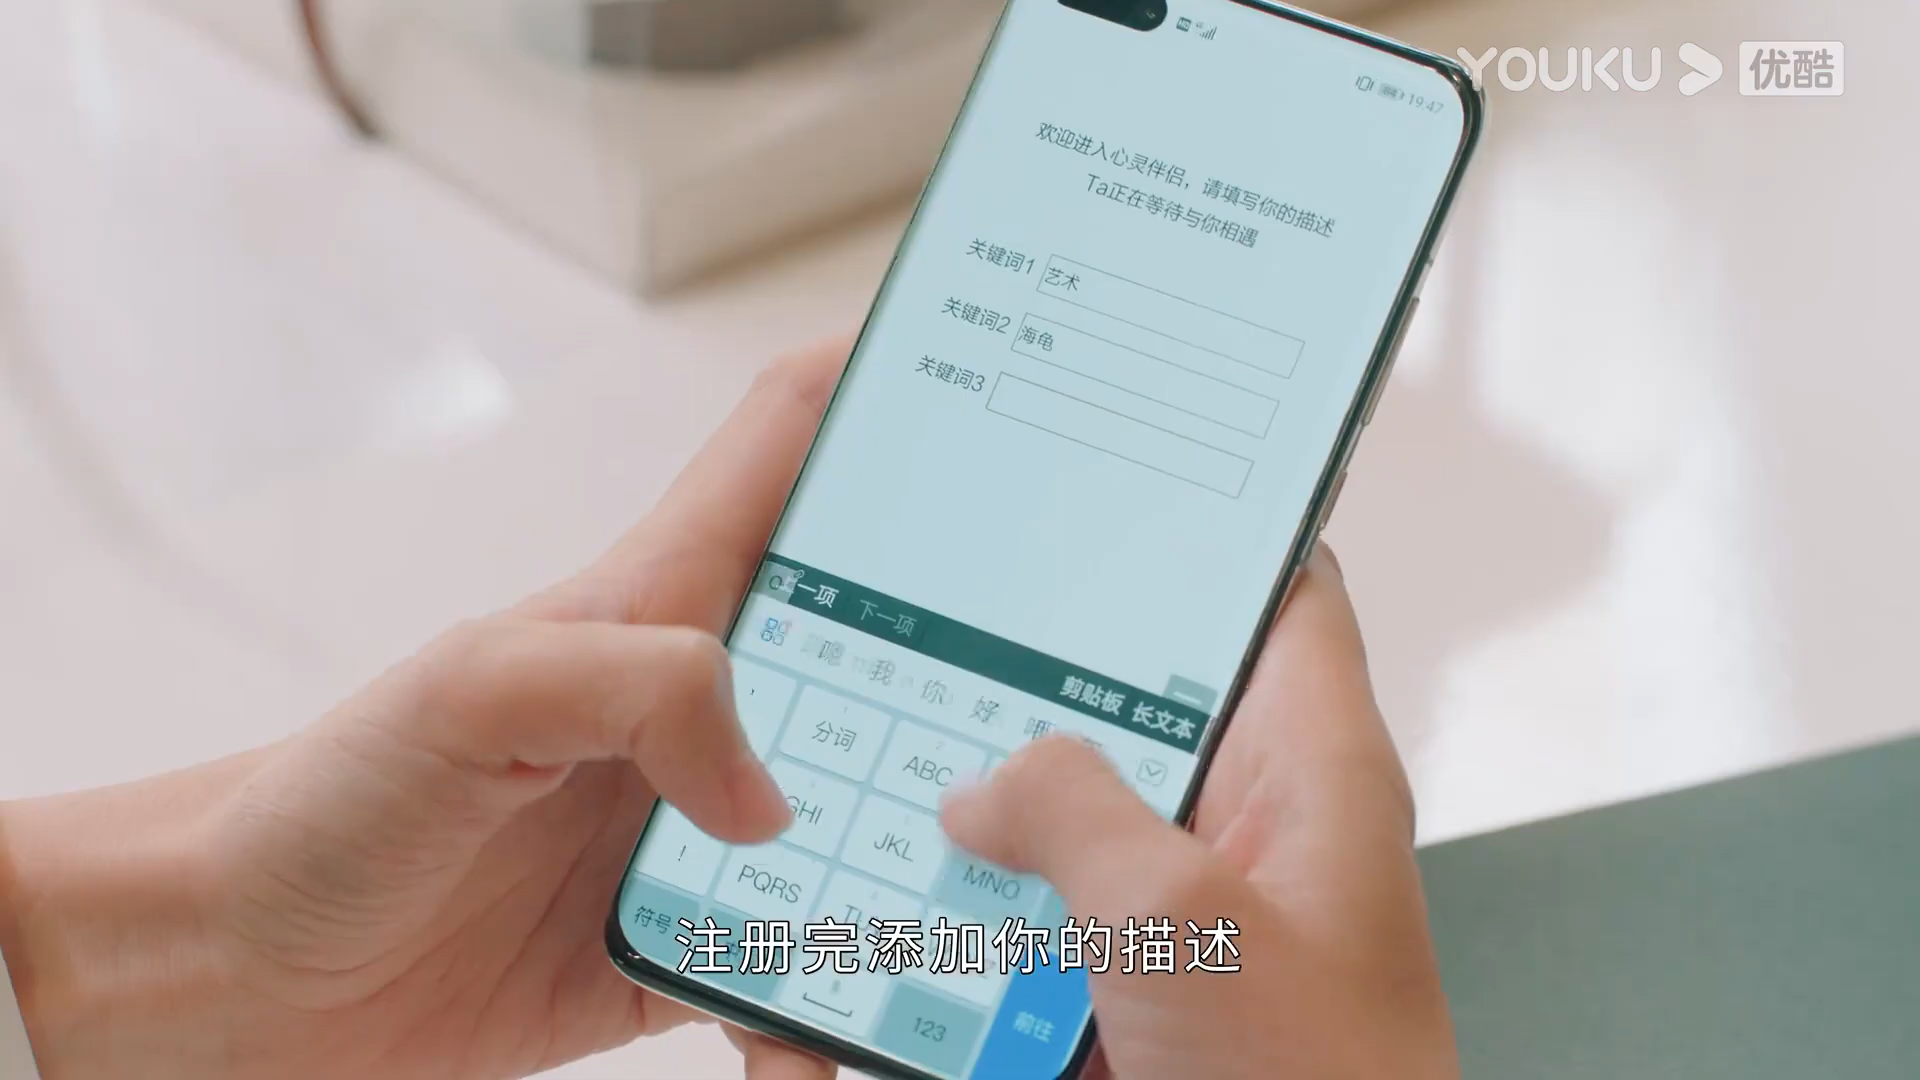 YOUKU 优酷
19:47
欢迎进入心灵伴侣，请填写你的描述
Ta正在等待与你相遇
关键词1 艺术
关键词2 海龟
关键词3
一项 下一项 剪贴板 长文本
嗯 我 你 好
分词 ABC
GHI JKL MNO
! PQRS
符号
123 前往
注册完添加你的描述